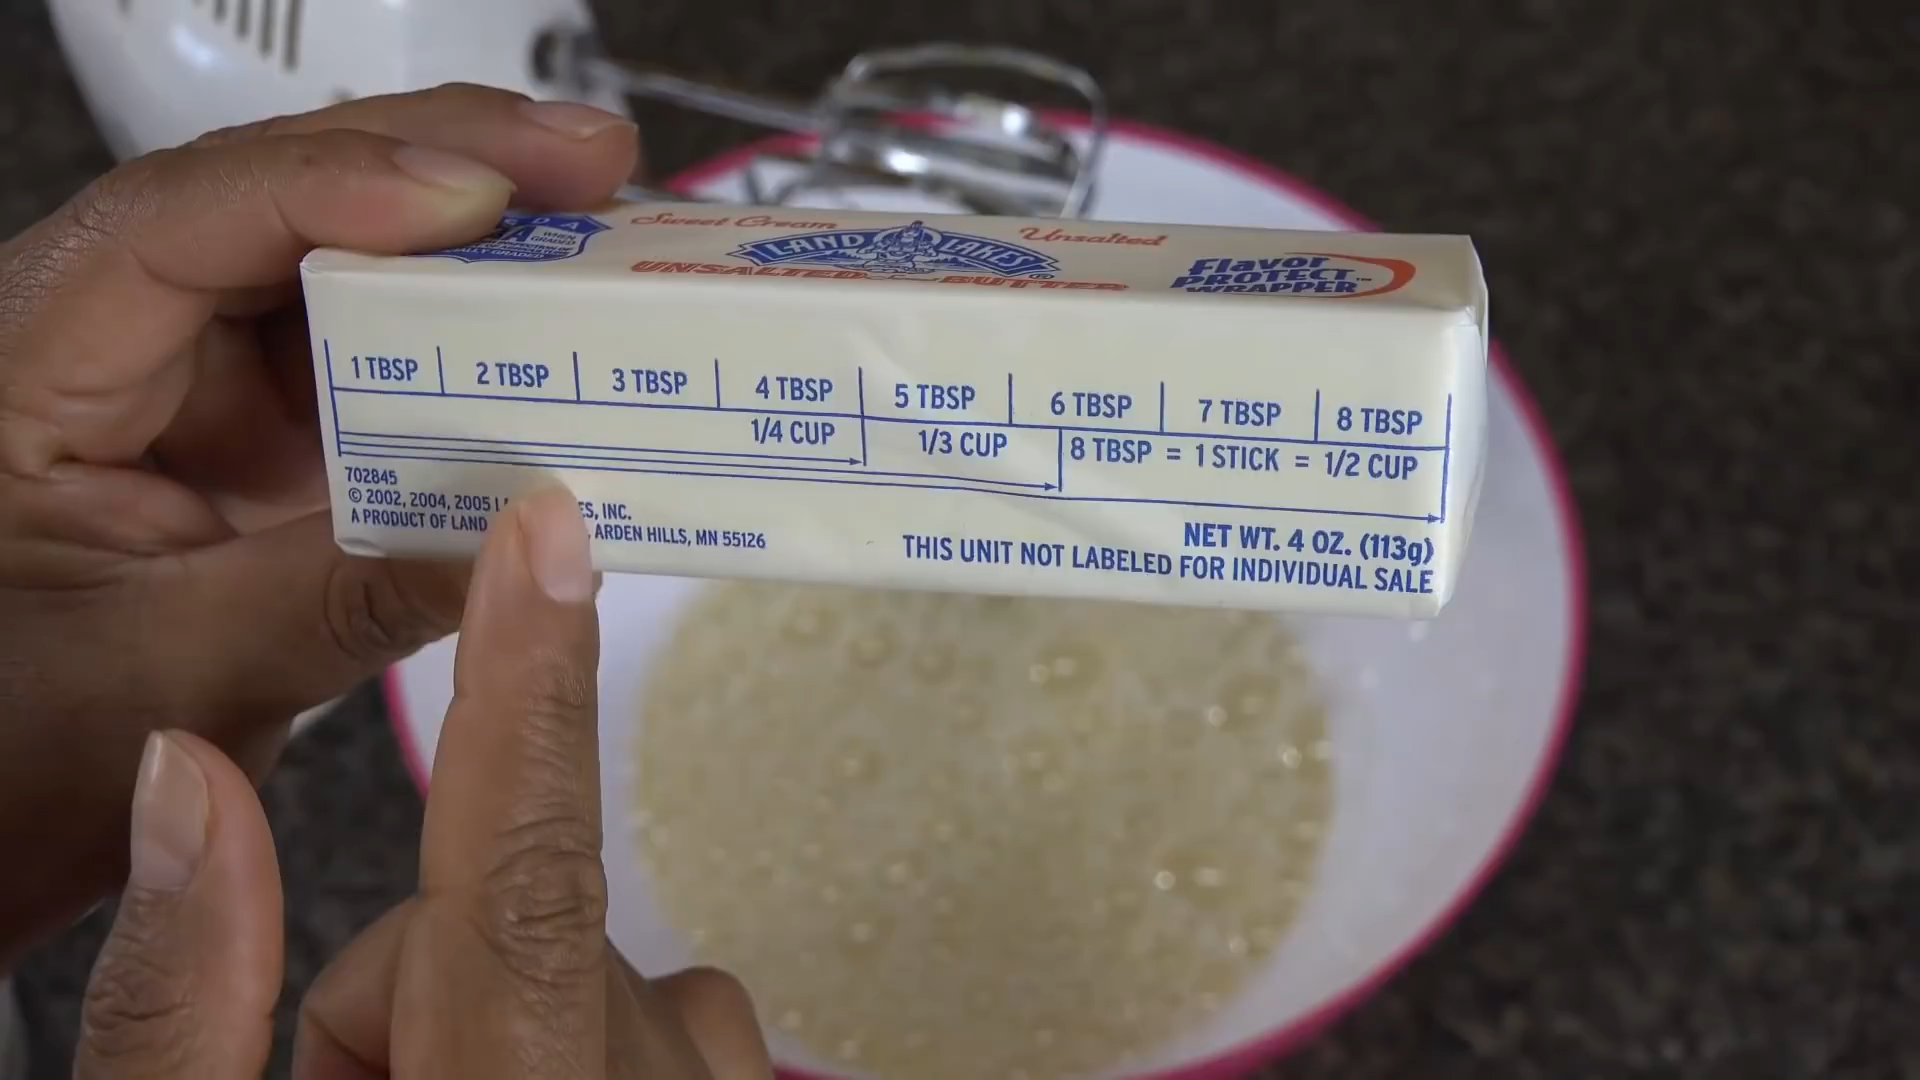 U S D A
WHEN
GRADED
Sweet Cream
LAND O LAKES®
Unsalted
UNSALTED BUTTER
Flavor
PROTECT™
WRAPPER
1 TBSP 2 TBSP 3 TBSP 4 TBSP 5 TBSP 6 TBSP 7 TBSP 8 TBSP
1/4 CUP 1/3 CUP 8 TBSP = 1 STICK = 1/2 CUP
702845
© 2002, 2004, 2005 ES, INC.
A PRODUCT OF LAND , ARDEN HILLS, MN 55126
NET WT. 4 OZ. (113g)
THIS UNIT NOT LABELED FOR INDIVIDUAL SALE